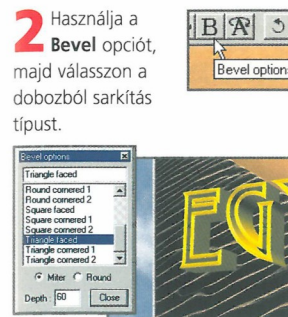 2 Használja a
Bevel opciót,
majd válasszon a
dobozból sarkítás
típust.
B A
Bevel options
Bevel options
Triangle faced
Round cornered 1
Round cornered 2
Square faced
Square cornered 1
Square cornered 2
Triangle faced
Triangle cornered 1
Triangle cornered 2
Miter Round
Depth: 60 Close
EG